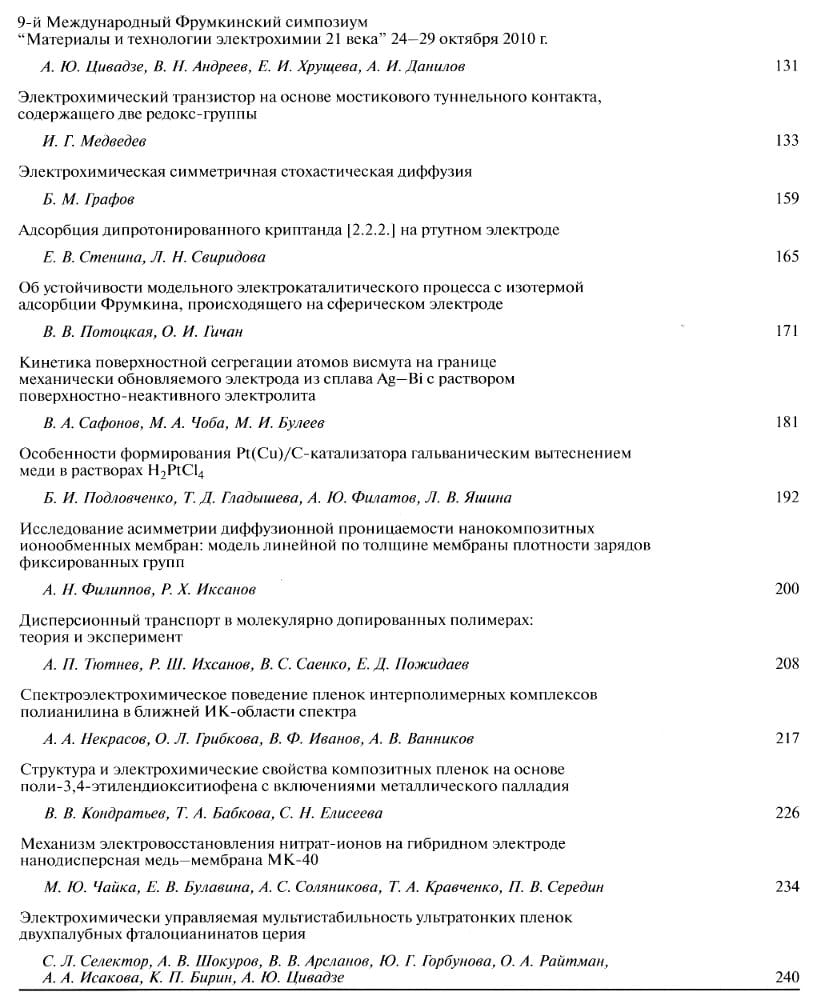 9-й Международный Фрумкинский симпозиум
“Материалы и технологии электрохимии 21 века” 24–29 октября 2010 г.
А. Ю. Цивадзе, В. Н. Андреев, Е. И. Хрущева, А. И. Данилов 131
Электрохимический транзистор на основе мостикового туннельного контакта,
содержащего две редокс-группы
И. Г. Медведев 133
Электрохимическая симметричная стохастическая диффузия
Б. М. Графов 159
Адсорбция дипротонированного криптанда [2.2.2.] на ртутном электроде
Е. В. Стенина, Л. Н. Свиридова 165
Об устойчивости модельного электрокаталитического процесса с изотермой
адсорбции Фрумкина, происходящего на сферическом электроде
В. В. Потоцкая, О. И. Гичан 171
Кинетика поверхностной сегрегации атомов висмута на границе
механически обновляемого электрода из сплава Ag–Bi с раствором
поверхностно-неактивного электролита
В. А. Сафонов, М. А. Чоба, М. И. Булеев 181
Особенности формирования Pt(Cu)/C-катализатора гальваническим вытеснением
меди в растворах H₂PtCl₄
Б. И. Подловченко, Т. Д. Гладышева, А. Ю. Филатов, Л. В. Яшина 192
Исследование асимметрии диффузионной проницаемости нанокомпозитных
ионообменных мембран: модель линейной по толщине мембраны плотности зарядов
фиксированных групп
А. Н. Филиппов, Р. Х. Иксанов 200
Дисперсионный транспорт в молекулярно допированных полимерах:
теория и эксперимент
А. П. Тютнев, Р. Ш. Ихсанов, В. С. Саенко, Е. Д. Пожидаев 208
Спектроэлектрохимическое поведение пленок интерполимерных комплексов
полианилина в ближней ИК-области спектра
А. А. Некрасов, О. Л. Грибкова, В. Ф. Иванов, А. В. Ванников 217
Структура и электрохимические свойства композитных пленок на основе
поли-3,4-этилендиокситиофена с включениями металлического палладия
В. В. Кондратьев, Т. А. Бабкова, С. Н. Елисеева 226
Механизм электровосстановления нитрат-ионов на гибридном электроде
нанодисперсная медь–мембрана МК-40
М. Ю. Чайка, Е. В. Булавина, А. С. Соляникова, Т. А. Кравченко, П. В. Середин 234
Электрохимически управляемая мультистабильность ультратонких пленок
двухпалубных фталоцианинатов церия
С. Л. Селектор, А. В. Шокуров, В. В. Арсланов, Ю. Г. Горбунова, О. А. Райтман,
А. А. Исакова, К. П. Бирин, А. Ю. Цивадзе 240